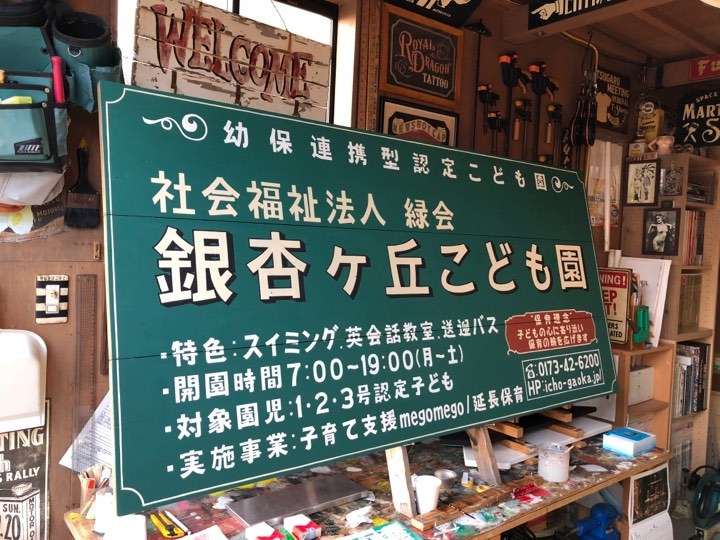 WELCOME
ROYAL
DRAGON
TATTOO
幼保連携型認定こども園
社会福祉法人 緑会
銀杏ヶ丘こども園
・特色:スイミング.英会話教室.送迎バス
・開園時間7:00〜19:00(月〜土)
・対象園児:1・2・3号認定子ども
・実施事業:子育て支援megomego/延長保育
"保育理念"
子どもの心に寄り添い
保育の輪を広げます
☎0173-42-6200
HP:icho-gaoka.jp/
MEETING
SPACE
RALLY
SUN.
.20